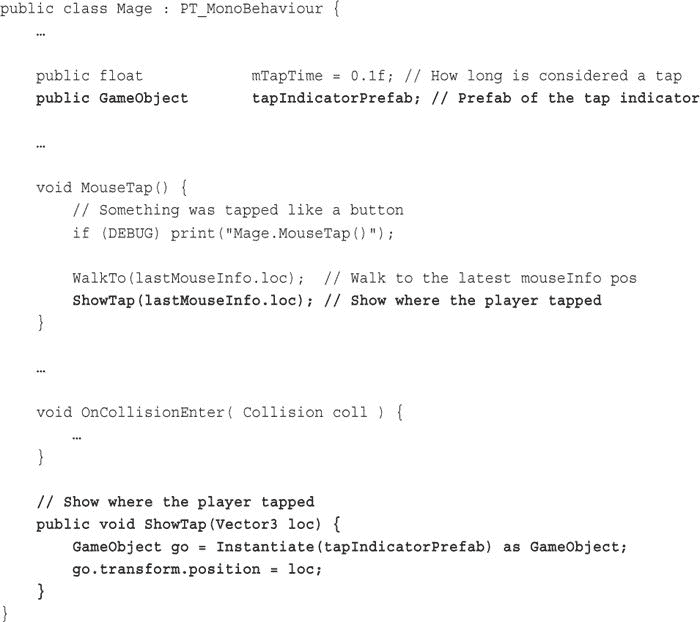 public class Mage : PT_MonoBehaviour {
    …
    public float            mTapTime = 0.1f; // How long is considered a tap
    public GameObject       tapIndicatorPrefab; // Prefab of the tap indicator
    …
    void MouseTap() {
        // Something was tapped like a button
        if (DEBUG) print("Mage.MouseTap()");
        WalkTo(lastMouseInfo.loc);  // Walk to the latest mouseInfo pos
        ShowTap(lastMouseInfo.loc); // Show where the player tapped
    }
    …
    void OnCollisionEnter( Collision coll ) {
        …
    }
    // Show where the player tapped
    public void ShowTap(Vector3 loc) {
        GameObject go = Instantiate(tapIndicatorPrefab) as GameObject;
        go.transform.position = loc;
    }
}